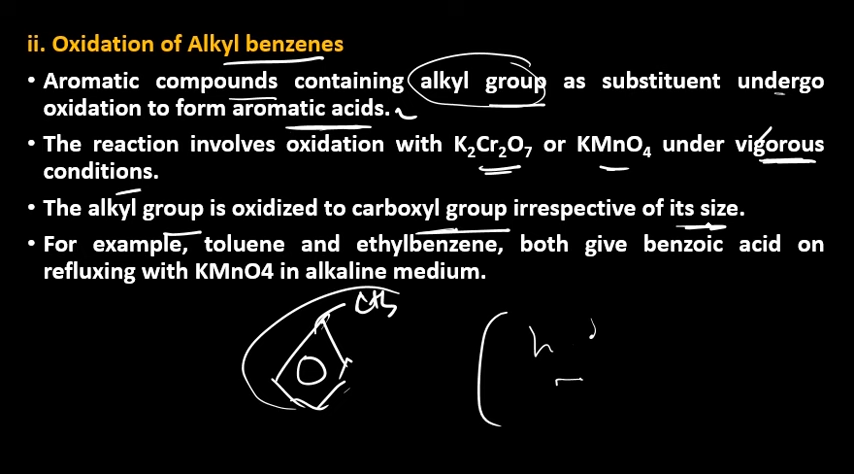 ii. Oxidation of Alkyl benzenes
• Aromatic compounds containing alkyl group as substituent undergo
oxidation to form aromatic acids.
• The reaction involves oxidation with K₂Cr₂O₇ or KMnO₄ under vigorous
conditions.
• The alkyl group is oxidized to carboxyl group irrespective of its size.
• For example, toluene and ethylbenzene, both give benzoic acid on
refluxing with KMnO4 in alkaline medium.